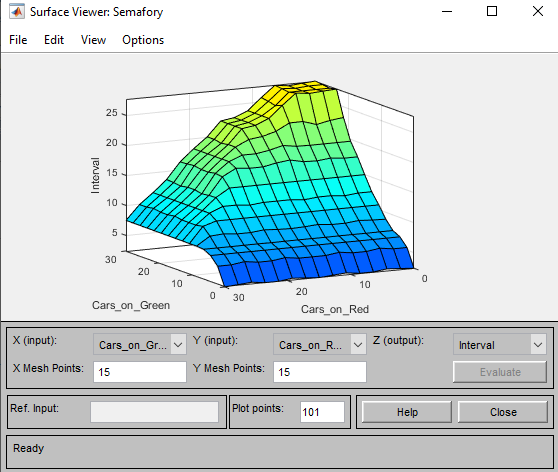 Surface Viewer: Semafory
File Edit View Options
25
20
15
10
5
Interval
30
20
10
0
Cars_on_Green
30
20
10
0
Cars_on_Red
X (input): Cars_on_Gr... Y (input): Cars_on_R... Z (output): Interval
X Mesh Points: 15 Y Mesh Points: 15 Evaluate
Ref. Input: Plot points: 101 Help Close
Ready